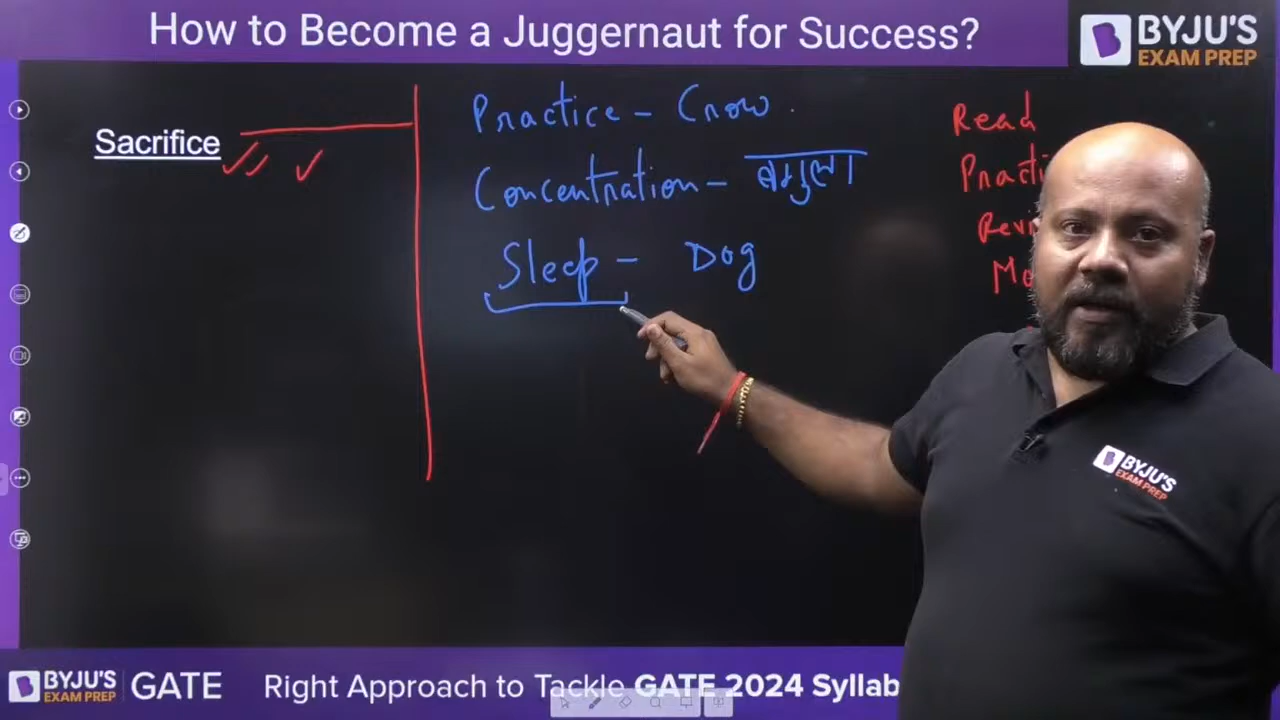 How to Become a Juggernaut for Success?
BYJU'S
EXAM PREP
Sacrifice
Practice - Crow.
Concentration - बगुला
Sleep - Dog
Read
BYJU'S
EXAM PREP
BYJU'S
EXAM PREP
GATE
Right Approach to Tackle GATE 2024 Syllab